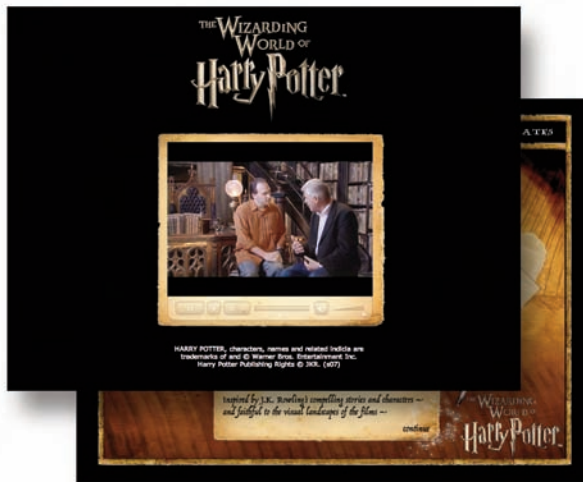 THE WIZARDING
WORLD OF
Harry Potter™
HARRY POTTER, characters, names and related indicia are
trademarks of and © Warner Bros. Entertainment Inc.
Harry Potter Publishing Rights © JKR. (s07)
ATES
Inspired by J.K. Rowling's compelling stories and characters ~
and faithful to the visual landscapes of the films ~
continue
THE WIZARDING
WORLD OF
Harry Potter™